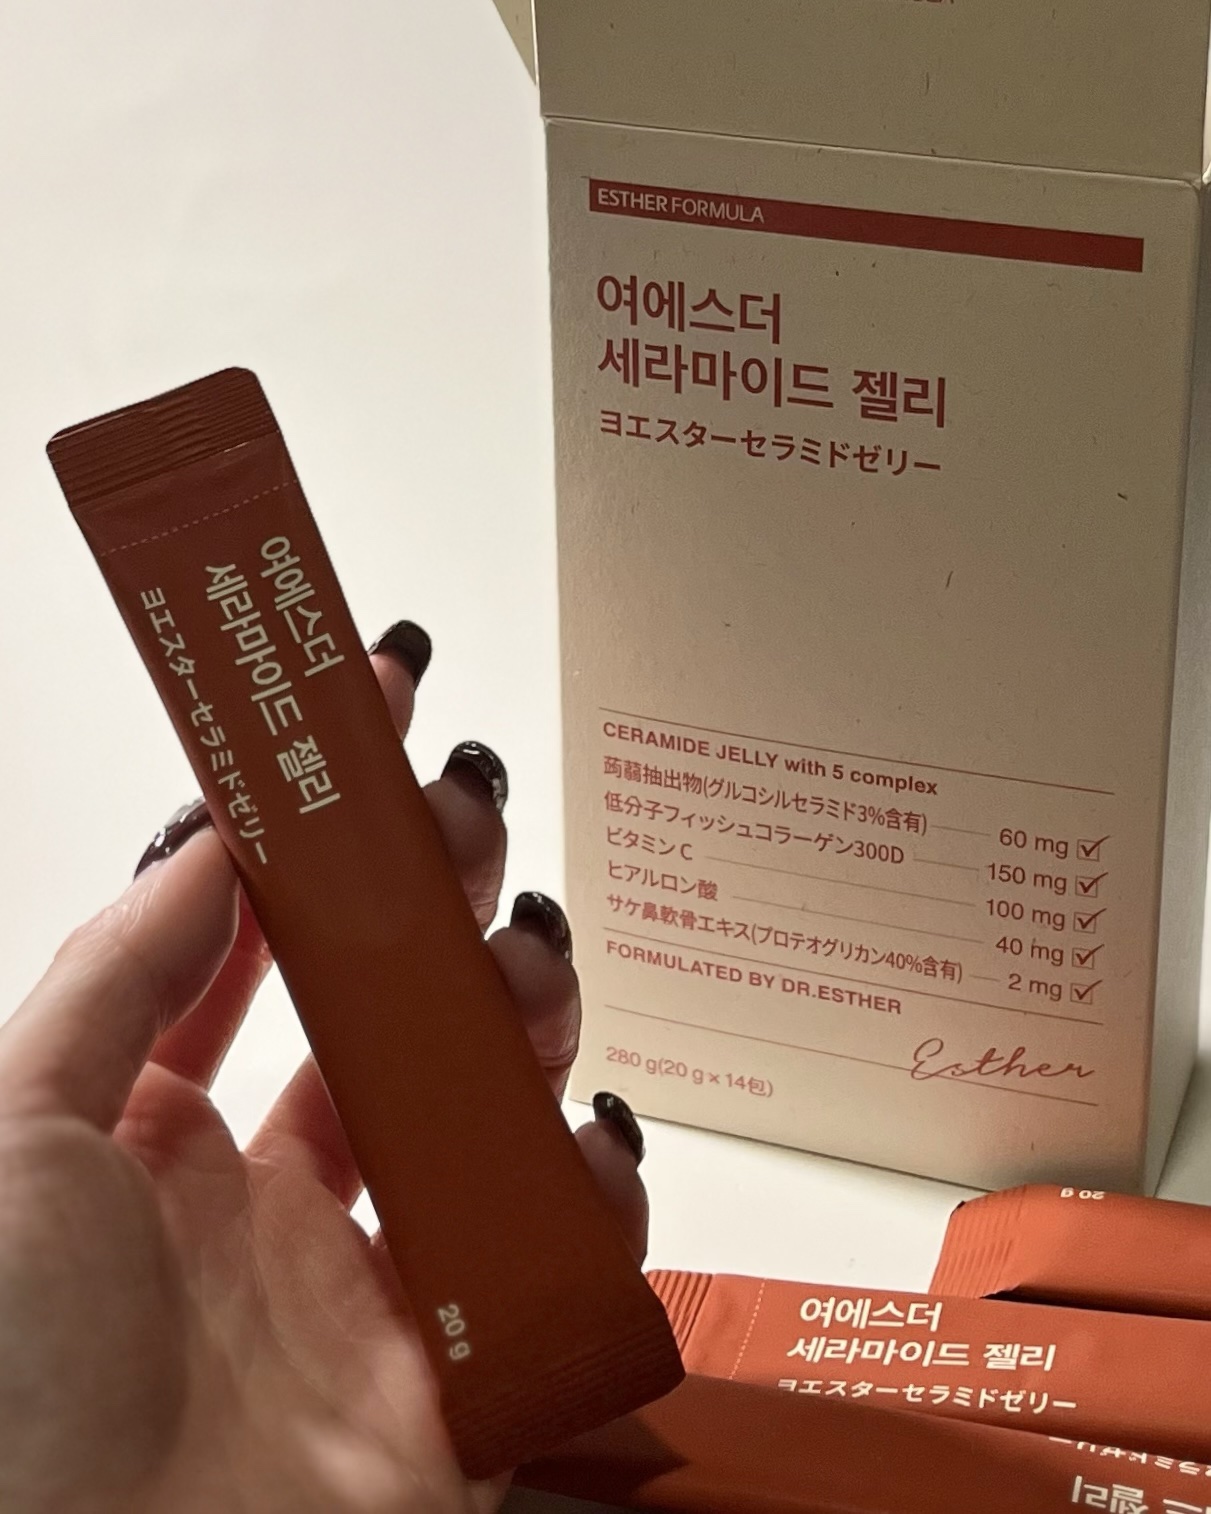 ESTHER FORMULA
여에스더
세라마이드 젤리
ヨエスターセラミドゼリー
CERAMIDE JELLY with 5 complex
蒟蒻抽出物(グルコシルセラミド3%含有) 60 mg
低分子フィッシュコラーゲン300D 150 mg
ビタミンC 100 mg
ヒアルロン酸 40 mg
サケ鼻軟骨エキス(プロテオグリカン40%含有) 2 mg
FORMULATED BY DR.ESTHER
Esther
280 g(20 g×14包)
여에스더
세라마이드 젤리
ヨエスターセラミドゼリー
20 g
20 g
여에스더
세라마이드 젤리
ヨエスターセラミドゼリー
젤리